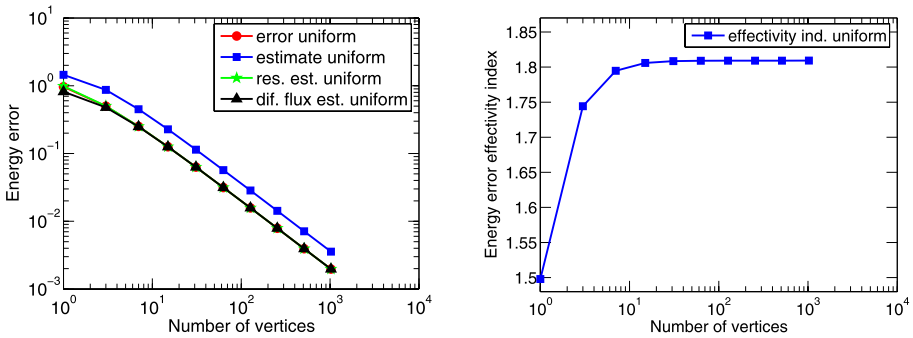 10^1
10^0
10^-1
10^-2
10^-3
Energy error
error uniform
estimate uniform
res. est. uniform
dif. flux est. uniform
10^0 10^1 10^2 10^3 10^4
Number of vertices
1.85
1.8
1.75
1.7
1.65
1.6
1.55
1.5
Energy error effectivity index
effectivity ind. uniform
10^0 10^1 10^2 10^3 10^4
Number of vertices